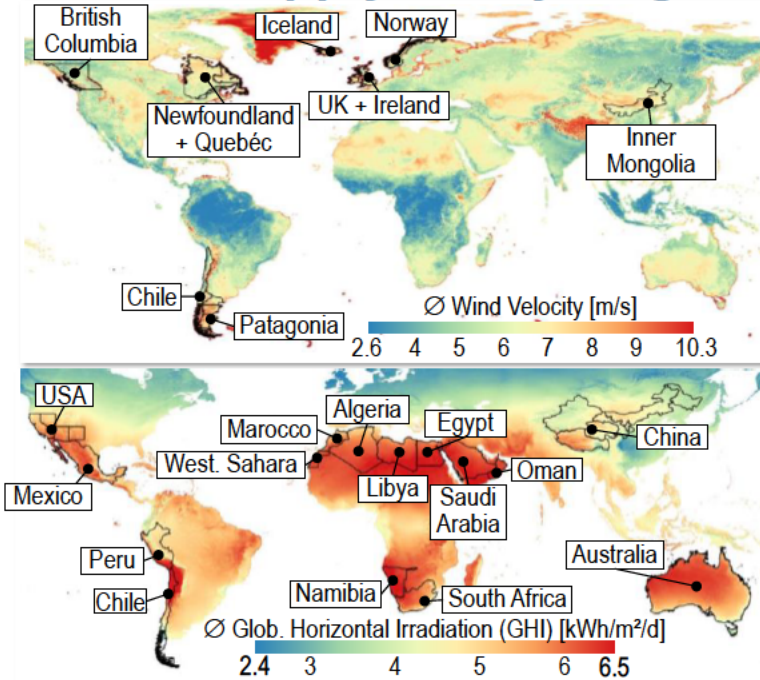 British
Columbia
Iceland
Norway
Newfoundland
+ Quebéc
UK + Ireland
Inner
Mongolia
Chile
Patagonia
∅ Wind Velocity [m/s]
2.6 4 5 6 7 8 9 10.3
USA
Marocco
Algeria
Egypt
China
West. Sahara
Libya
Saudi
Arabia
Oman
Mexico
Peru
Chile
Namibia
South Africa
Australia
∅ Glob. Horizontal Irradiation (GHI) [kWh/m²/d]
2.4 3 4 5 6 6.5